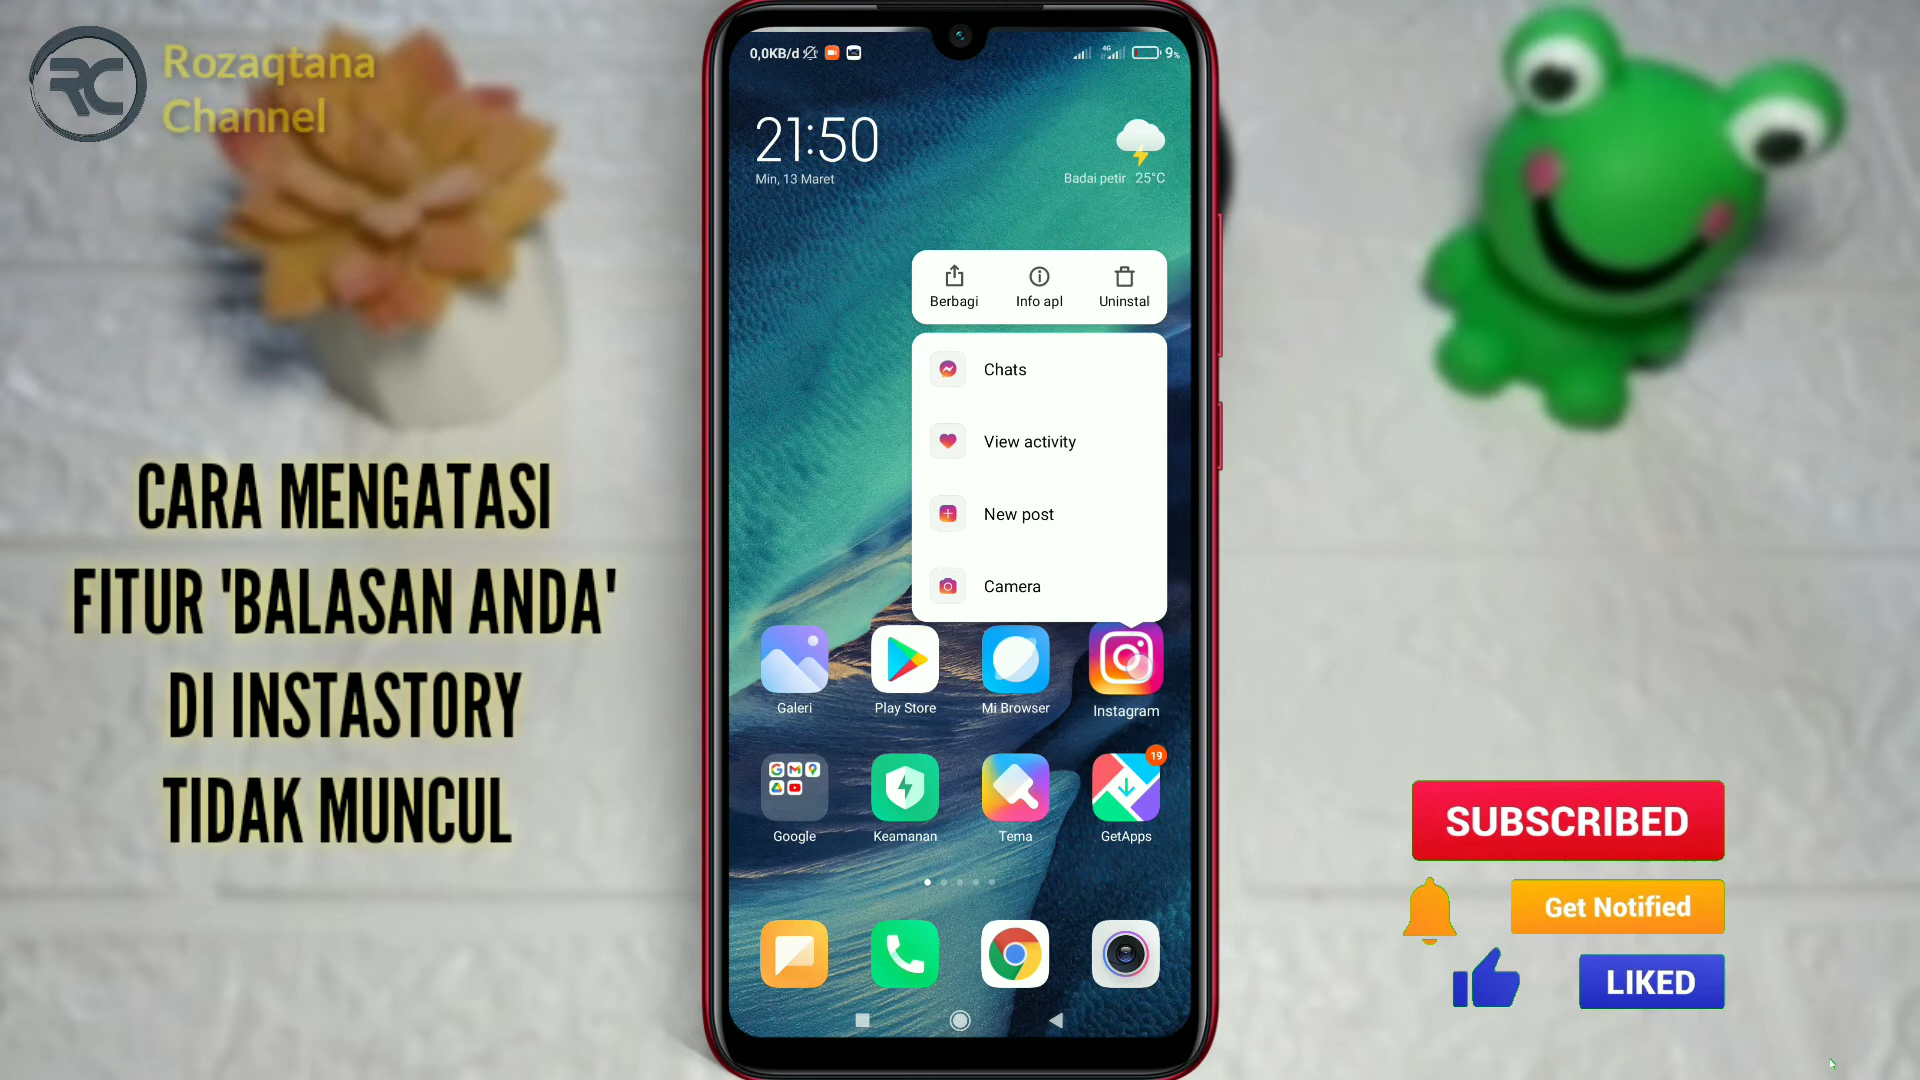 RC
Rozaqtana
Channel
0,0KB/d
4G
9%
21:50
Min, 13 Maret
Badai petir 25°C
Berbagi
Info apl
Uninstal
Chats
View activity
New post
Camera
Galeri
Play Store
Mi Browser
Instagram
19
Google
Keamanan
Tema
GetApps
CARA MENGATASI
FITUR 'BALASAN ANDA'
DI INSTASTORY
TIDAK MUNCUL
SUBSCRIBED
Get Notified
LIKED